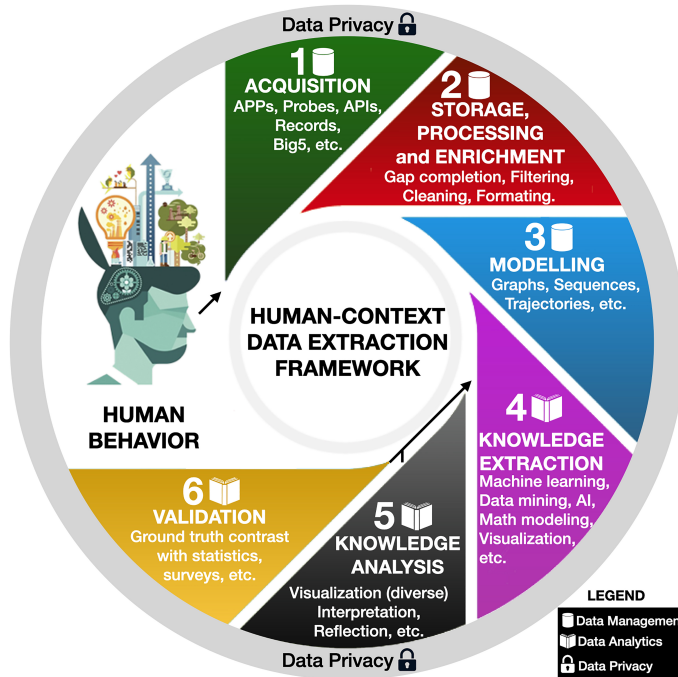 Data Privacy
1
ACQUISITION
APPs, Probes, APIs,
Records,
Big5, etc.
2
STORAGE,
PROCESSING
and ENRICHMENT
Gap completion, Filtering,
Cleaning, Formating.
3
MODELLING
Graphs, Sequences,
Trajectories, etc.
HUMAN-CONTEXT
DATA EXTRACTION
FRAMEWORK
HUMAN
BEHAVIOR
4
KNOWLEDGE
EXTRACTION
Machine learning,
Data mining, AI,
Math modeling,
Visualization,
etc.
5
KNOWLEDGE
ANALYSIS
Visualization (diverse)
Interpretation,
Reflection, etc.
6
VALIDATION
Ground truth contrast
with statistics,
surveys, etc.
Data Privacy
LEGEND
Data Managemen
Data Analytics
Data Privacy